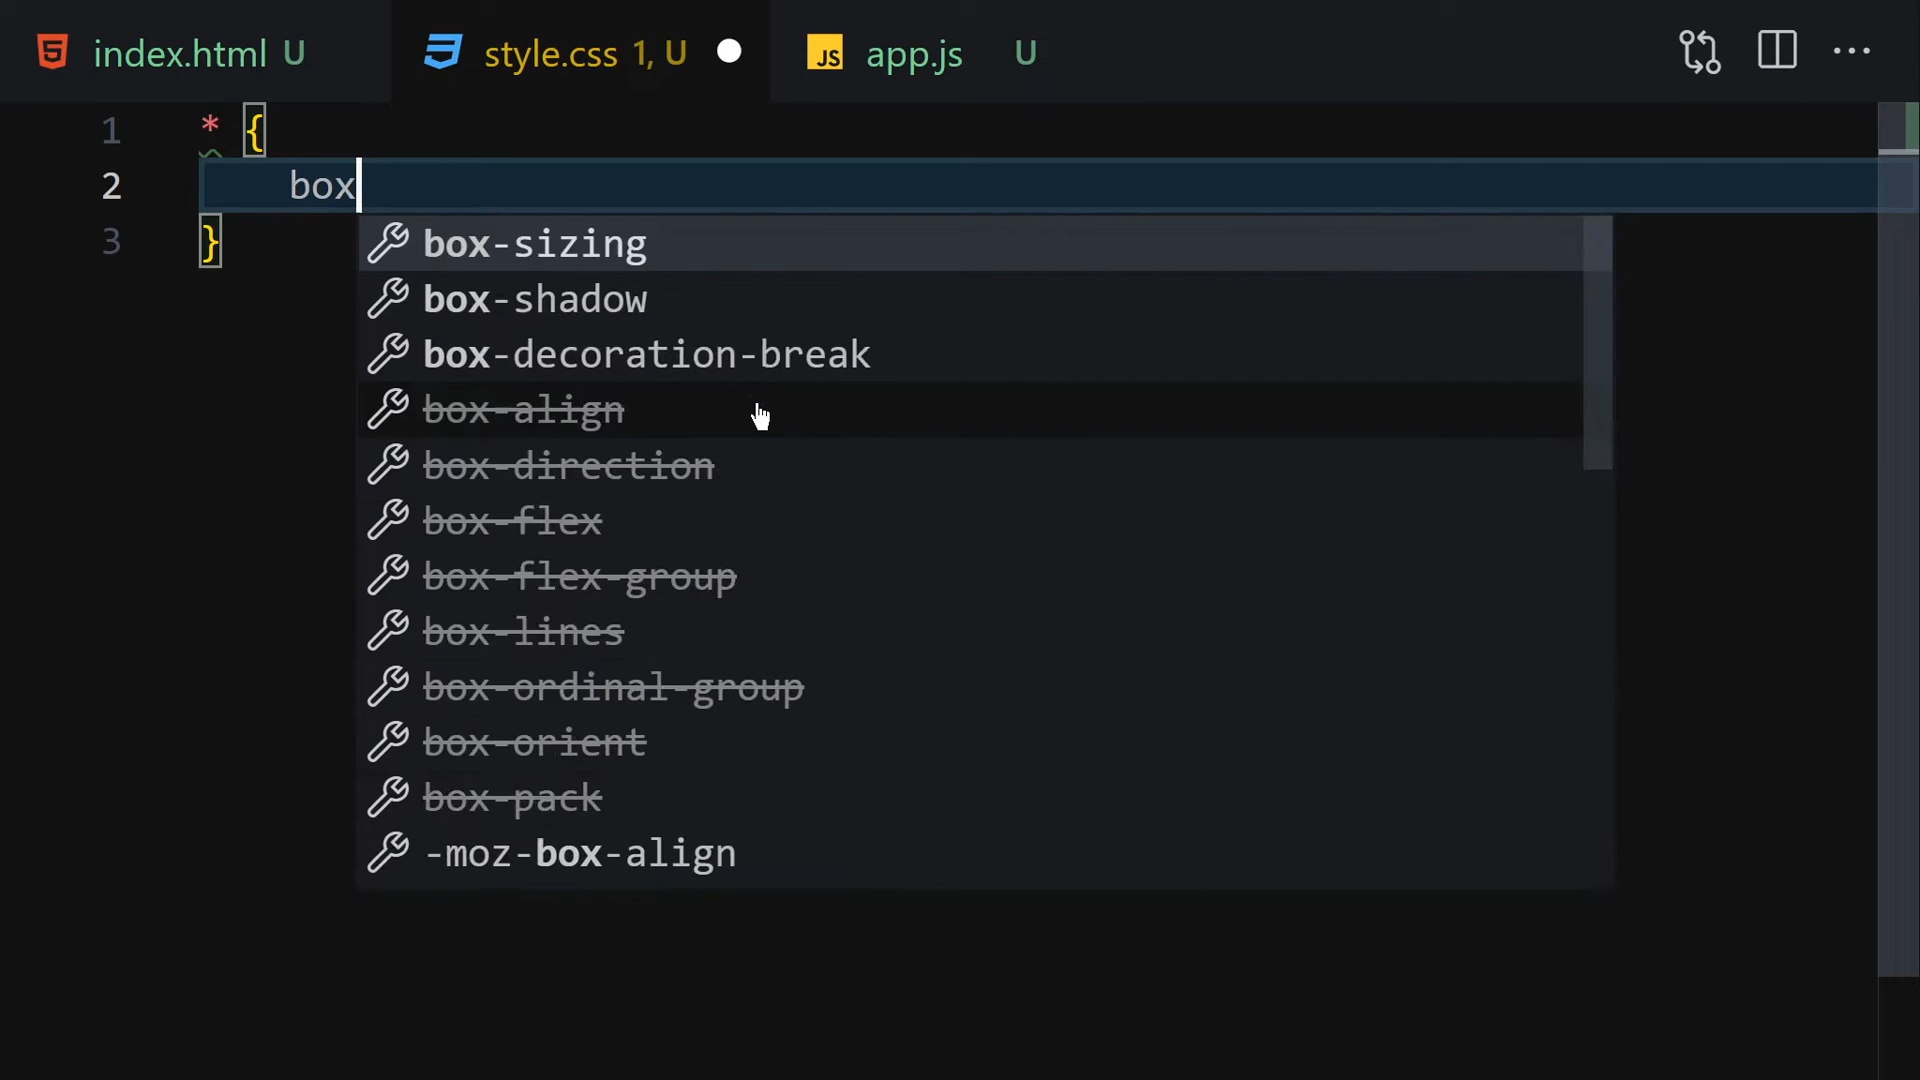 index.html U style.css 1, U JS app.js U ...
1 * {
2 box
3 }
box-sizing
box-shadow
box-decoration-break
box-align
box-direction
box-flex
box-flex-group
box-lines
box-ordinal-group
box-orient
box-pack
-moz-box-align